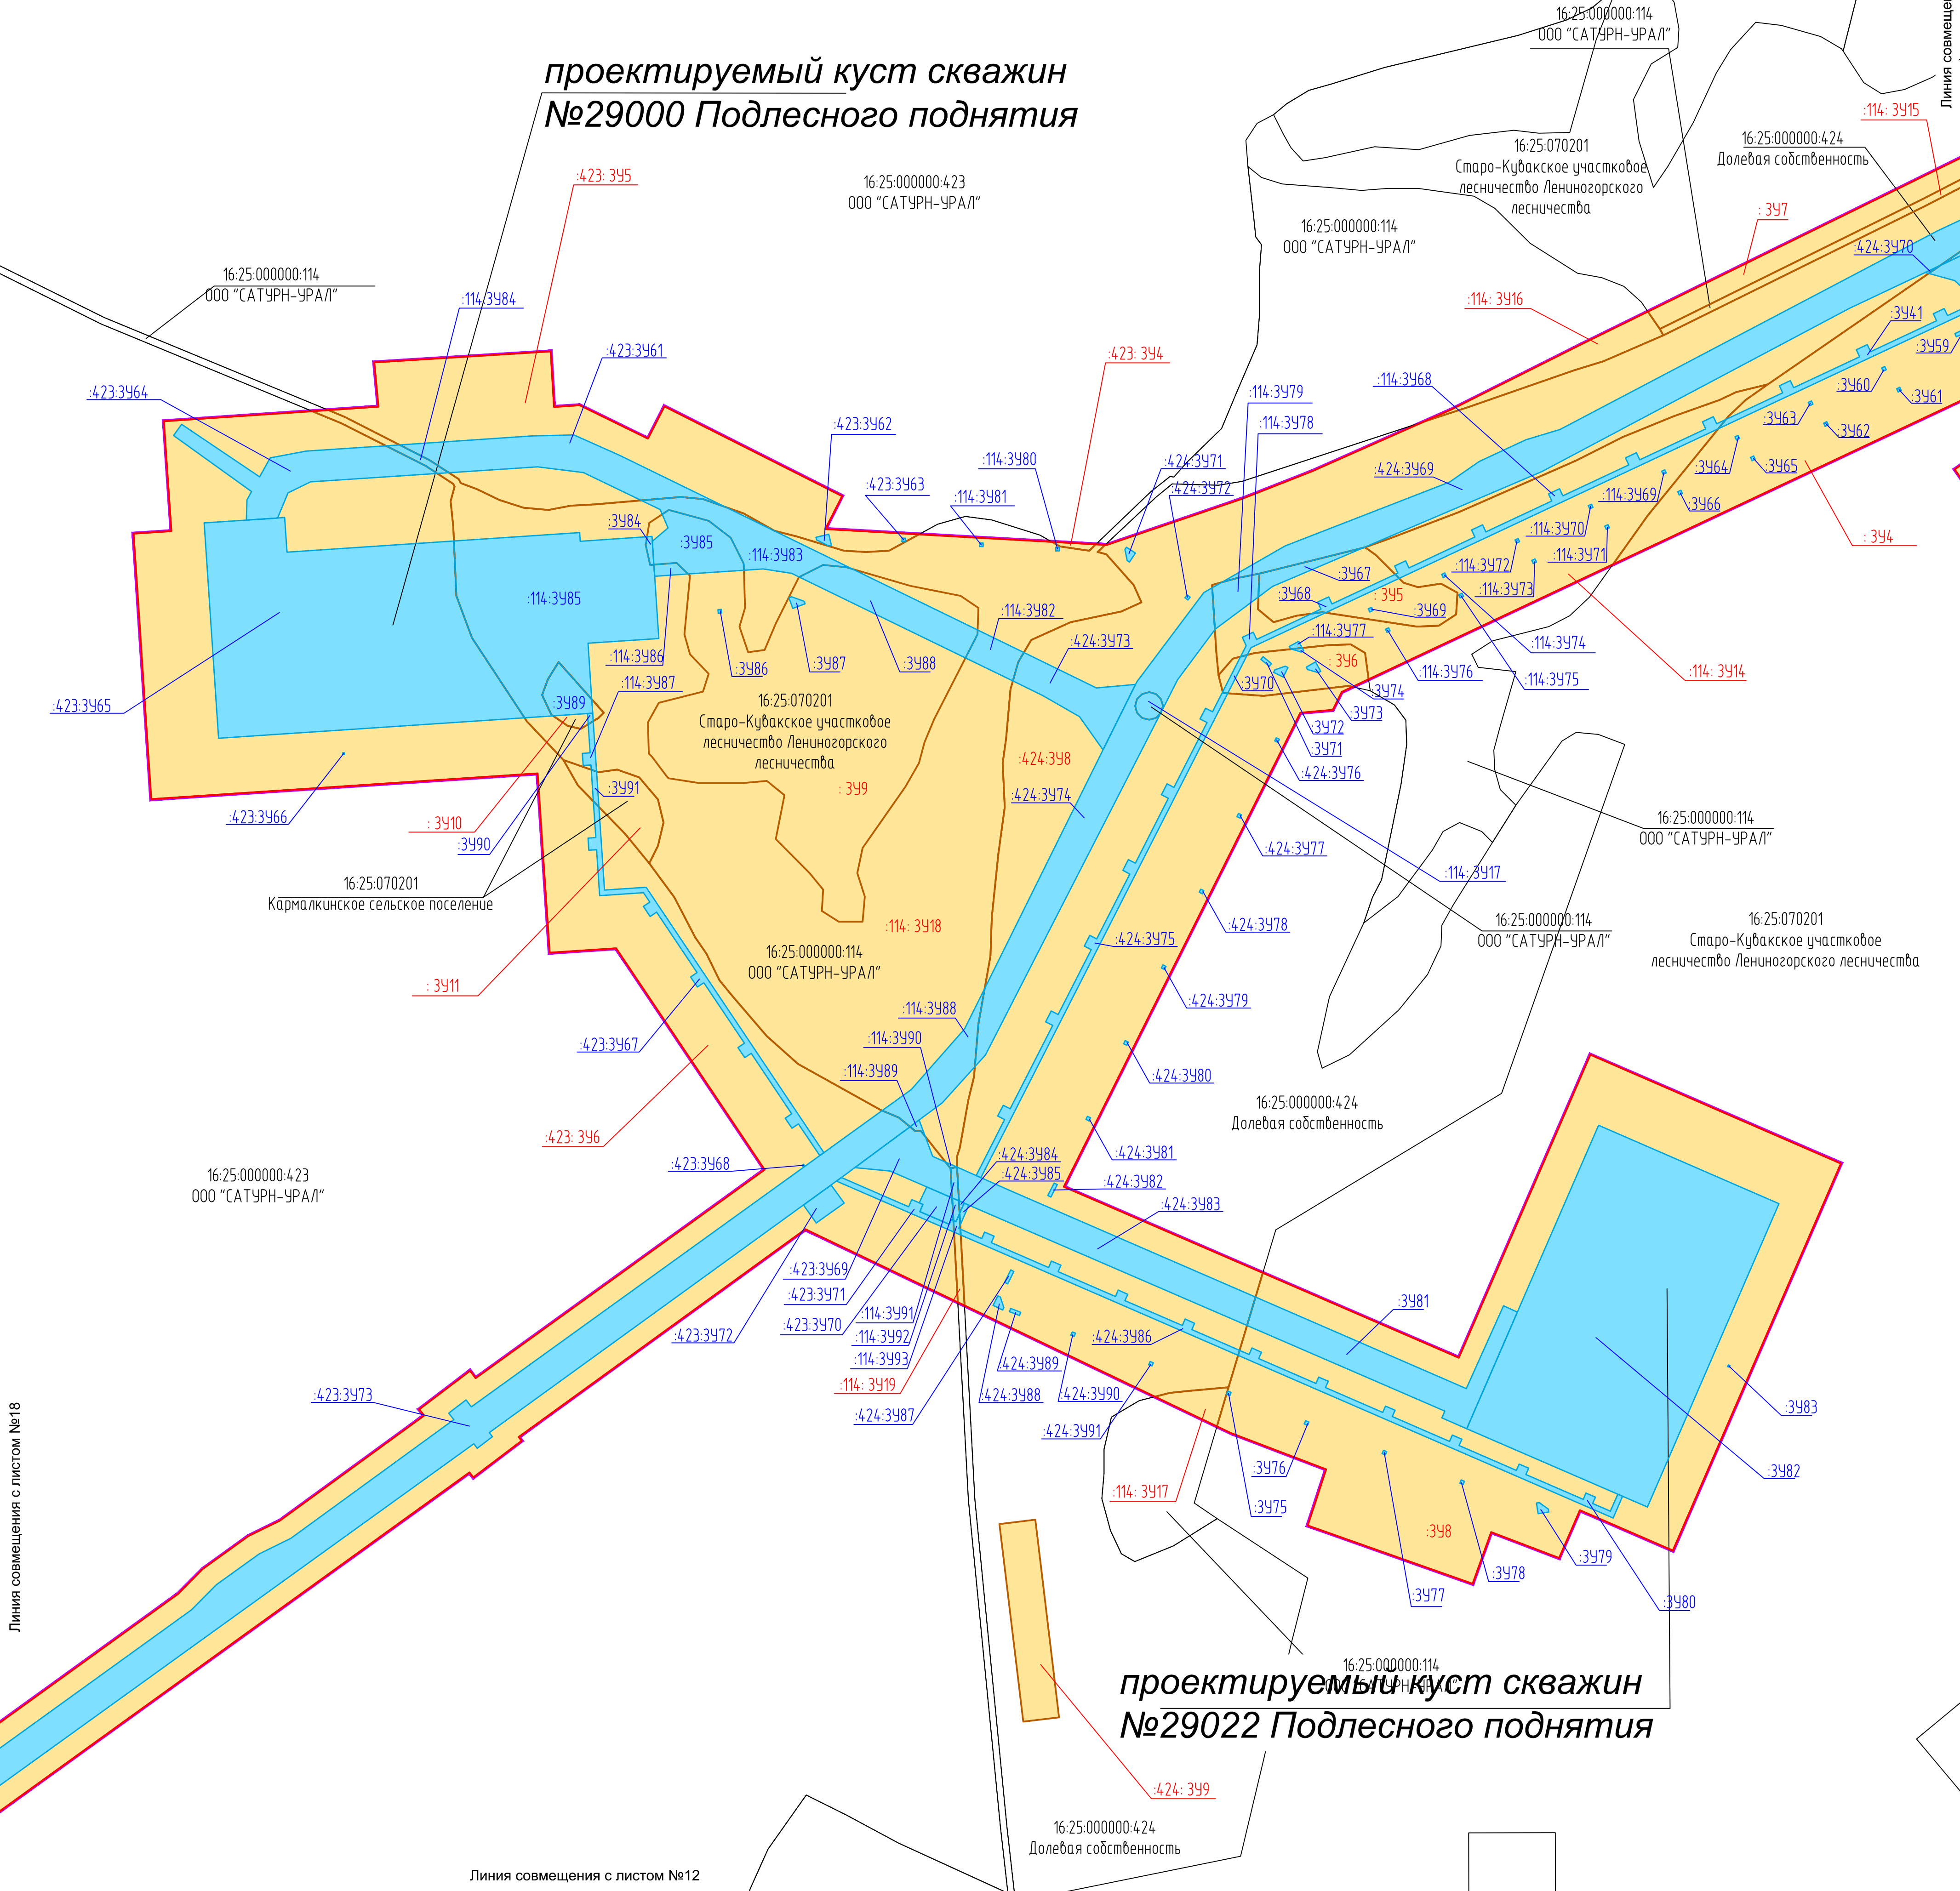 16:25:000000:114
ООО "САТУРН-УРАЛ"
Линия совмещен
проектируемый куст скважин
№29000 Подлесного поднятия
:114: ЗУ15
16:25:070201
Старо-Кувакское участковое
лесничество Лениногорского
лесничества
16:25:000000:424
Долевая собственность
:423: ЗУ5
16:25:000000:423
ООО "САТУРН-УРАЛ"
: ЗУ7
16:25:000000:114
ООО "САТУРН-УРАЛ"
:424:ЗУ70
16:25:000000:114
ООО "САТУРН-УРАЛ"
:114:ЗУ84
:114: ЗУ16
:ЗУ41
:ЗУ59
:423:ЗУ61
:423: ЗУ4
:423:ЗУ64
:114:ЗУ68
:114:ЗУ79
:ЗУ60
:ЗУ61
:423:ЗУ62
:114:ЗУ78
:ЗУ63
:ЗУ62
:114:ЗУ80
:424:ЗУ71
:424:ЗУ69
:ЗУ64
:ЗУ65
:423:ЗУ63
:114:ЗУ81
:424:ЗУ72
:114:ЗУ69
:ЗУ66
:ЗУ84
:ЗУ85
:114:ЗУ83
:114:ЗУ70
: ЗУ4
:114:ЗУ71
:114:ЗУ72
:ЗУ67
:114:ЗУ73
:114:ЗУ85
:ЗУ68
: ЗУ5
:ЗУ69
:114:ЗУ82
:114:ЗУ77
:424:ЗУ73
:114:ЗУ74
:114:ЗУ86
:ЗУ86
:ЗУ87
:ЗУ88
: ЗУ6
:114:ЗУ76
:114:ЗУ75
:114: ЗУ14
:114:ЗУ87
:ЗУ70
:ЗУ74
:423:ЗУ65
:ЗУ89
16:25:070201
Старо-Кувакское участковое
лесничество Лениногорского
лесничества
:ЗУ73
:ЗУ72
:ЗУ71
:424:ЗУ8
:424:ЗУ76
: ЗУ9
:ЗУ91
:424:ЗУ74
:423:ЗУ66
: ЗУ10
:ЗУ90
16:25:000000:114
ООО "САТУРН-УРАЛ"
:424:ЗУ77
:114:ЗУ17
16:25:070201
Кармалкинское сельское поселение
:114: ЗУ18
:424:ЗУ78
16:25:000000:114
ООО "САТУРН-УРАЛ"
16:25:070201
Старо-Кувакское участковое
лесничество Лениногорского лесничества
16:25:000000:114
ООО "САТУРН-УРАЛ"
:424:ЗУ75
: ЗУ11
:424:ЗУ79
:114:ЗУ88
:423:ЗУ67
:114:ЗУ90
:114:ЗУ89
:424:ЗУ80
16:25:000000:424
Долевая собственность
:423: ЗУ6
:424:ЗУ81
:423:ЗУ68
:424:ЗУ84
:424:ЗУ85
:424:ЗУ82
16:25:000000:423
ООО "САТУРН-УРАЛ"
:424:ЗУ83
:423:ЗУ69
:423:ЗУ71
:423:ЗУ70
:423:ЗУ72
:114:ЗУ91
:114:ЗУ92
:114:ЗУ93
:114: ЗУ19
:ЗУ81
:424:ЗУ86
:424:ЗУ89
:424:ЗУ88
:424:ЗУ90
:424:ЗУ87
:424:ЗУ91
:423:ЗУ73
:ЗУ83
:ЗУ76
:ЗУ82
:114: ЗУ17
:ЗУ75
:ЗУ8
:ЗУ79
:ЗУ78
:ЗУ77
:ЗУ80
Линия совмещения с листом №18
16:25:000000:114
ООО "САТУРН-УРАЛ"
проектируемый куст скважин
№29022 Подлесного поднятия
:424: ЗУ9
16:25:000000:424
Долевая собственность
Линия совмещения с листом №12